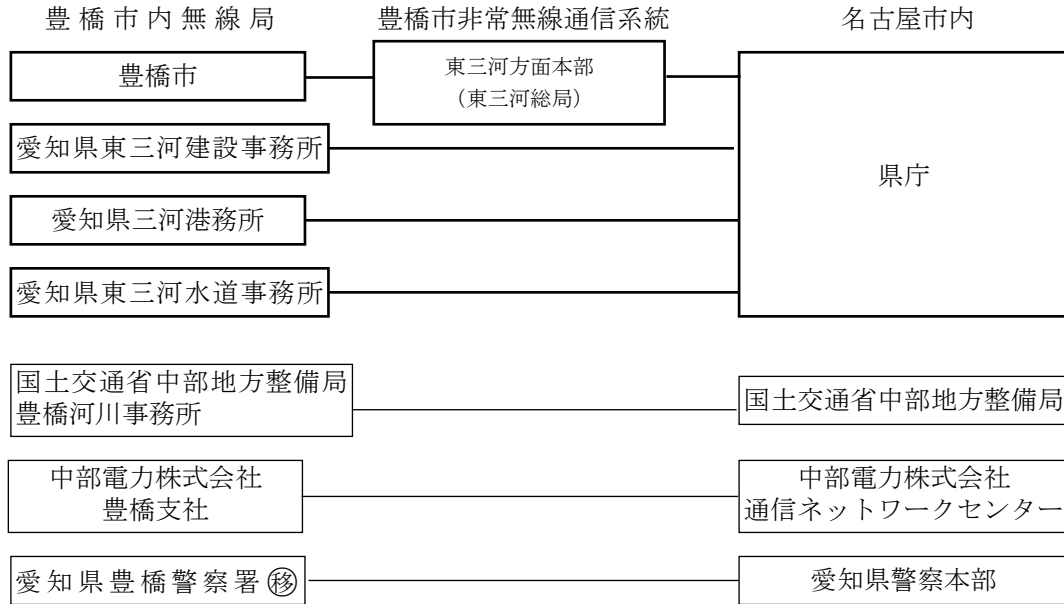 豊橋市内無線局 豊橋市非常無線通信系統 名古屋市内
豊橋市
東三河方面本部
(東三河総局)
愛知県東三河建設事務所
県庁
愛知県三河港務所
愛知県東三河水道事務所
国土交通省中部地方整備局
豊橋河川事務所
国土交通省中部地方整備局
中部電力株式会社
豊橋支社
中部電力株式会社
通信ネットワークセンター
愛知県豊橋警察署㋑移
愛知県警察本部